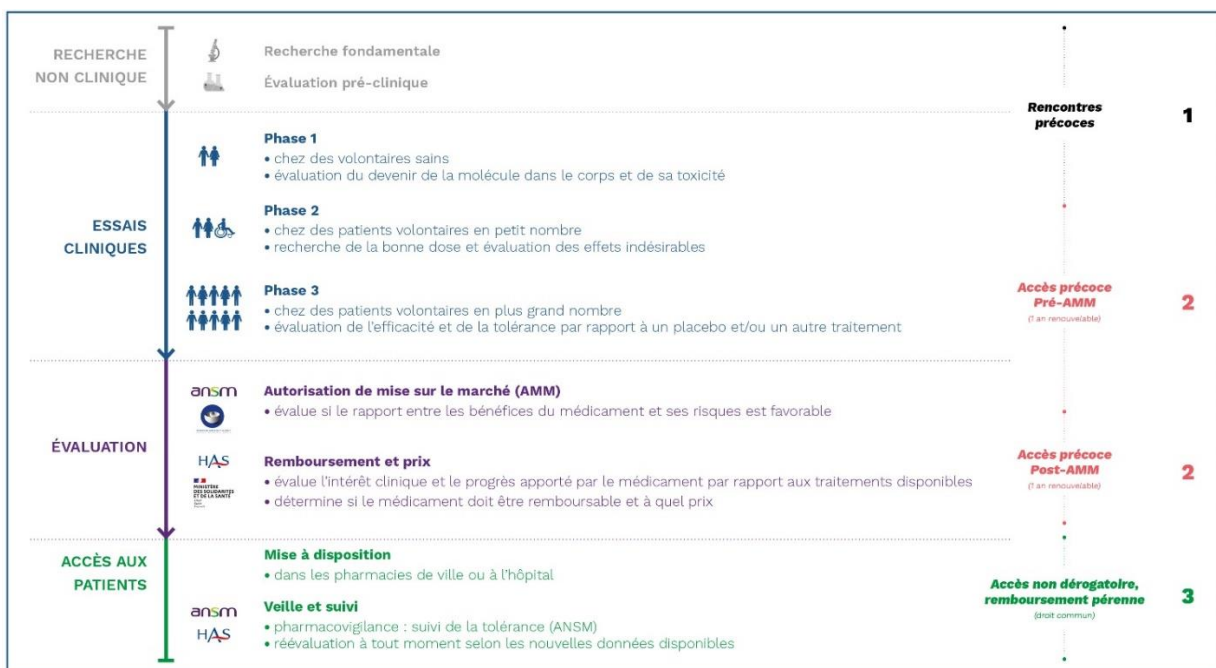 RECHERCHE
NON CLINIQUE
Recherche fondamentale
Évaluation pré-clinique
Rencontres
précoces
1
ESSAIS
CLINIQUES
Phase 1
• chez des volontaires sains
• évaluation du devenir de la molécule dans le corps et de sa toxicité
Phase 2
• chez des patients volontaires en petit nombre
• recherche de la bonne dose et évaluation des effets indésirables
Phase 3
• chez des patients volontaires en plus grand nombre
• évaluation de l'efficacité et de la tolérance par rapport à un placebo et/ou un autre traitement
Accès précoce
Pré-AMM
(1 an renouvelable)
2
ÉVALUATION
ansm
Autorisation de mise sur le marché (AMM)
• évalue si le rapport entre les bénéfices du médicament et ses risques est favorable
HAS
MINISTÈRE
DES SOLIDARITÉS
ET DE LA SANTÉ
Remboursement et prix
• évalue l'intérêt clinique et le progrès apporté par le médicament par rapport aux traitements disponibles
• détermine si le médicament doit être remboursable et à quel prix
Accès précoce
Post-AMM
(1 an renouvelable)
2
ACCÈS AUX
PATIENTS
Mise à disposition
• dans les pharmacies de ville ou à l'hôpital
ansm
HAS
Veille et suivi
• pharmacovigilance : suivi de la tolérance (ANSM)
• réévaluation à tout moment selon les nouvelles données disponibles
Accès non dérogatoire,
remboursement pérenne
(droit commun)
3